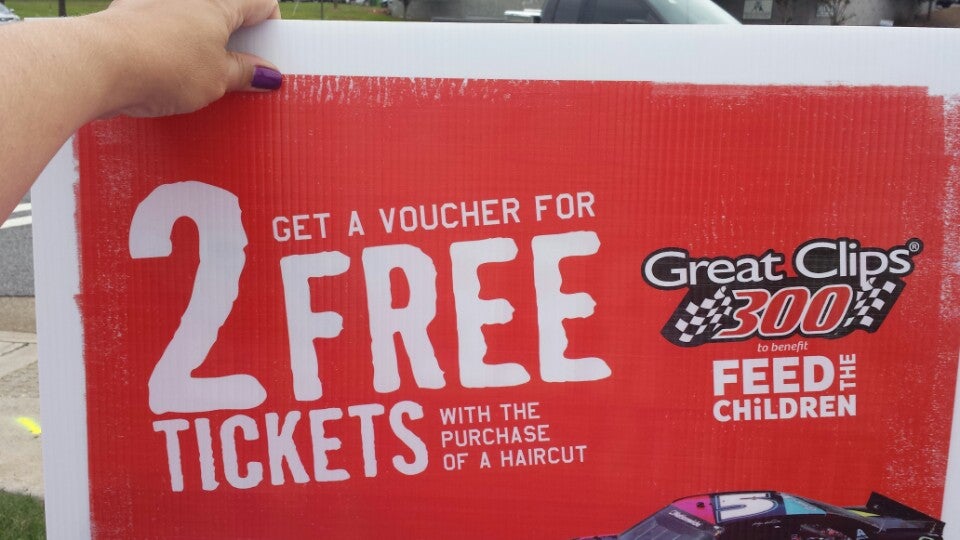 GET A VOUCHER FOR
2 FREE
TICKETS
WITH THE
PURCHASE
OF A HAIRCUT
Great Clips®
300
to benefit
FEED THE
CHiLDREN
5